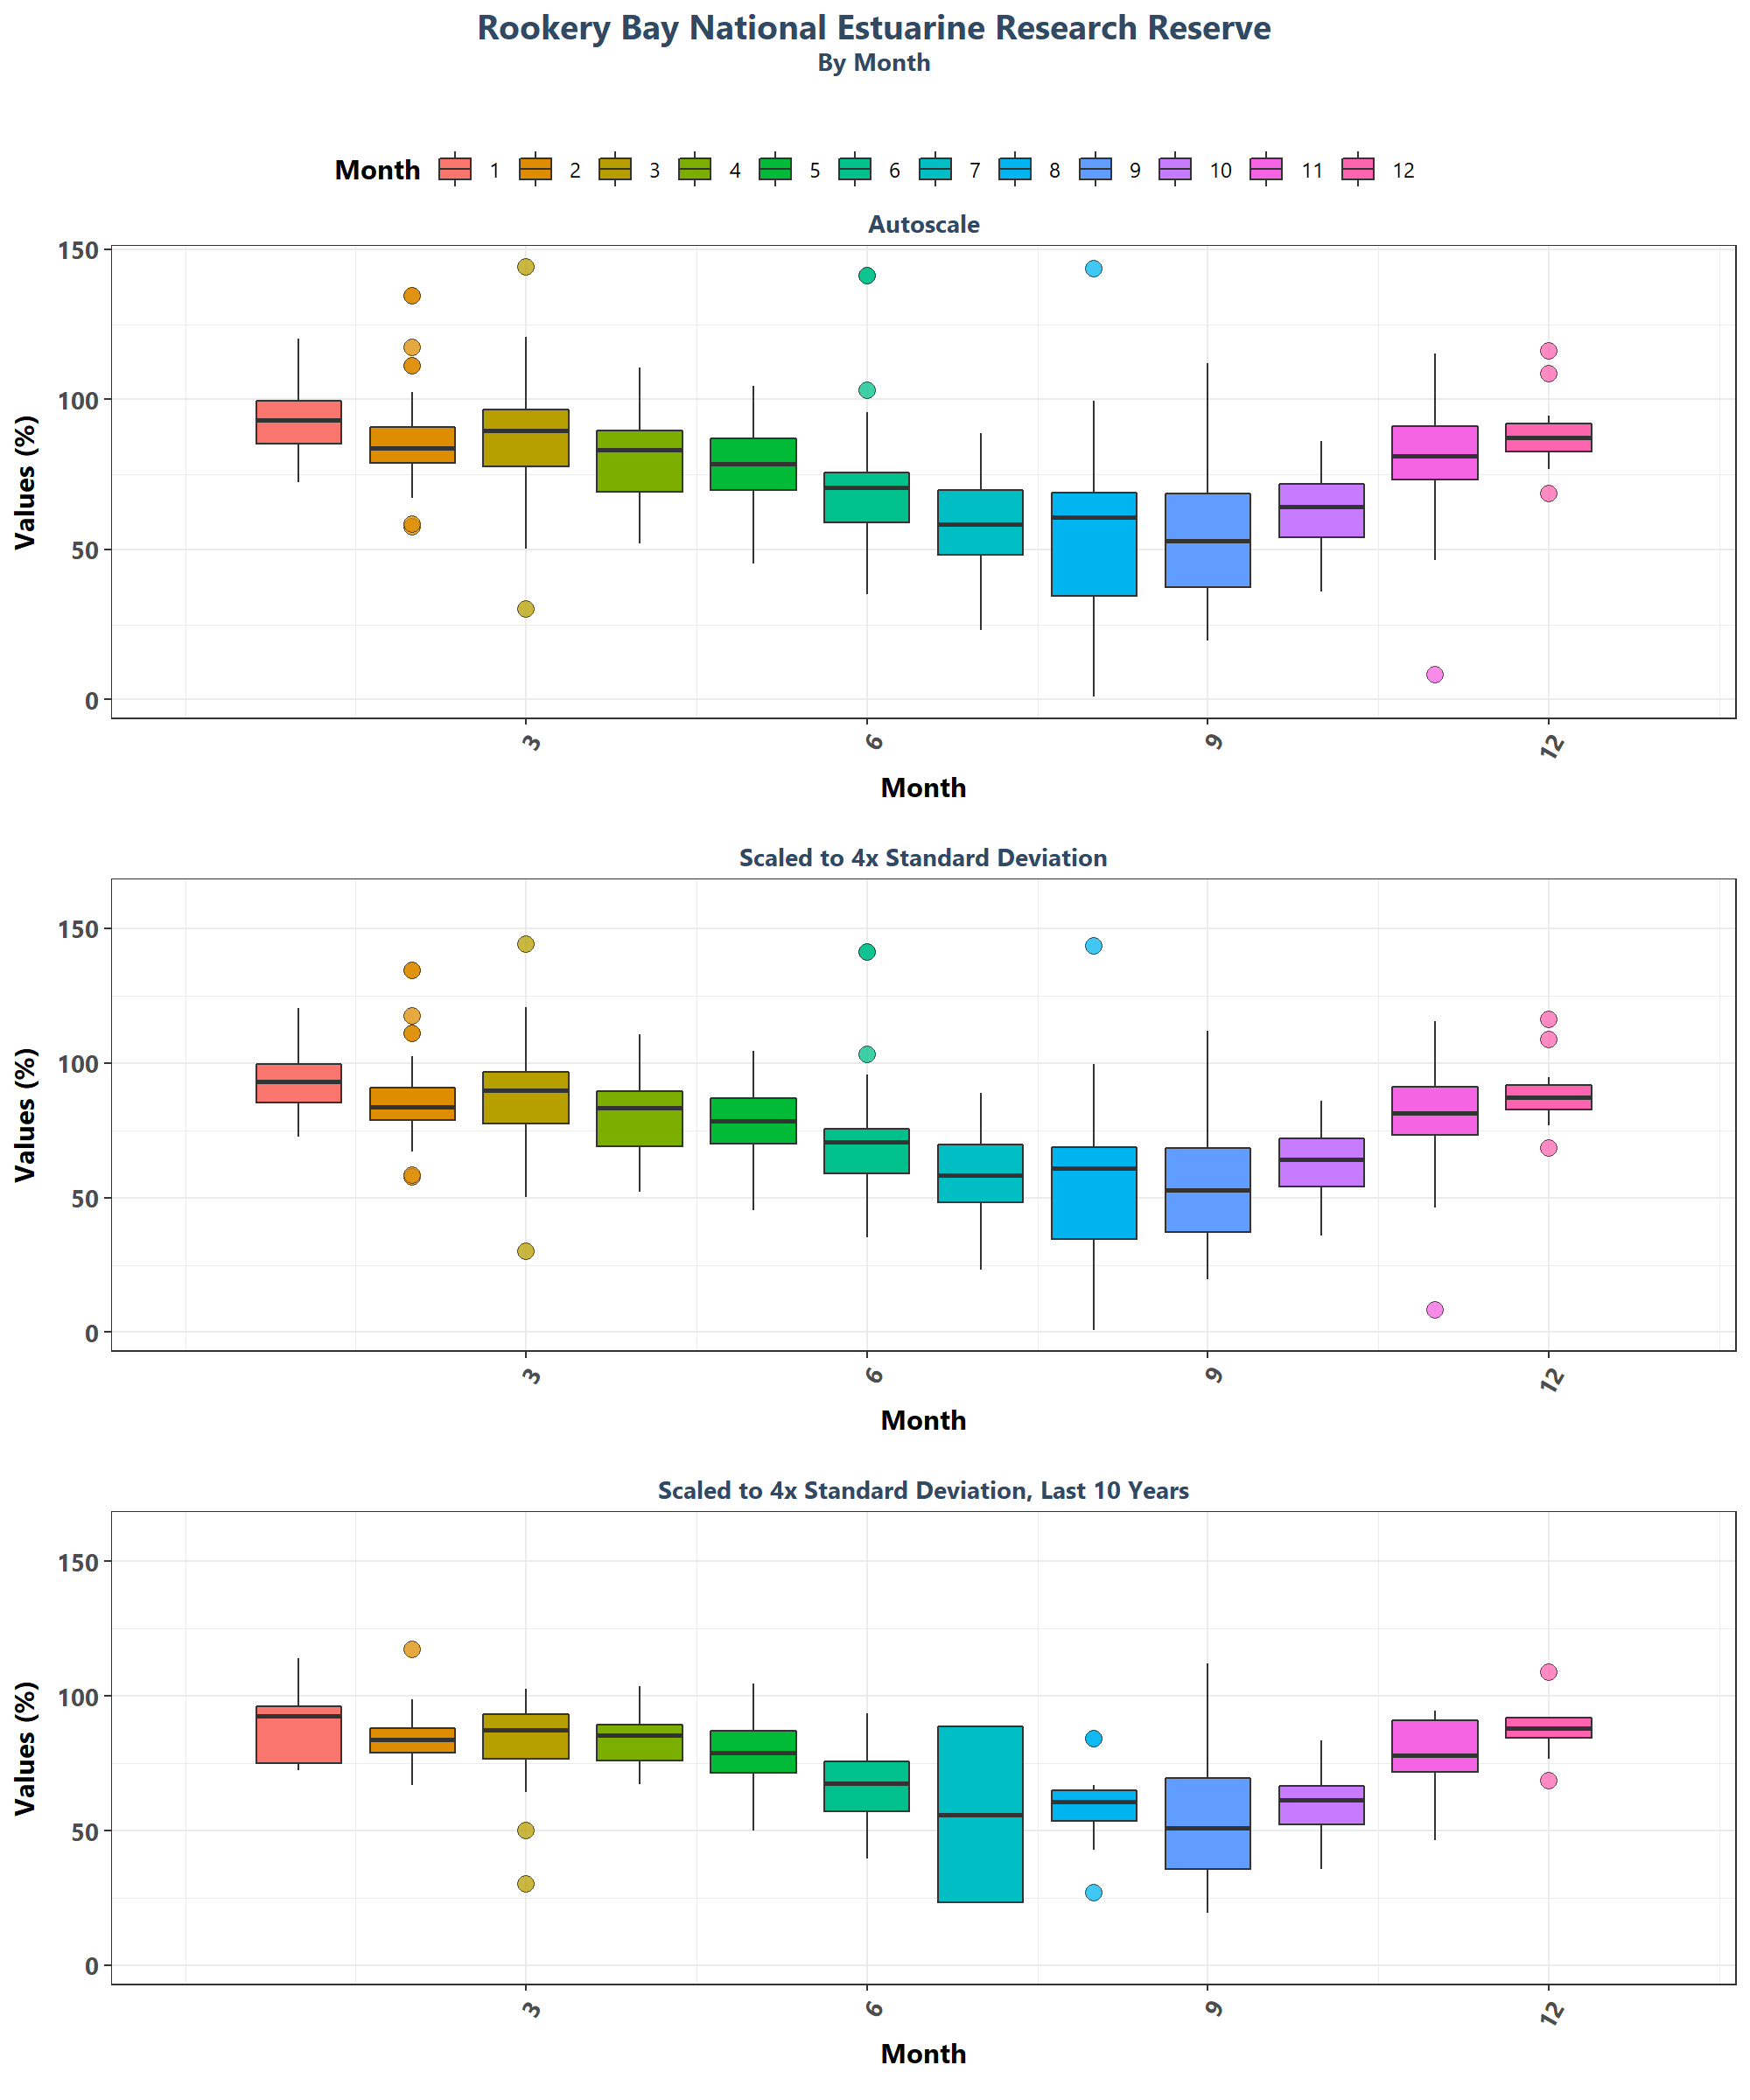 Rookery Bay National Estuarine Research Reserve
By Month
Month 1 2 3 4 5 6 7 8 9 10 11 12
Autoscale
Values (%)
150
100
50
0
3 6 9 12
Month
Scaled to 4x Standard Deviation
Values (%)
150
100
50
0
3 6 9 12
Month
Scaled to 4x Standard Deviation, Last 10 Years
Values (%)
150
100
50
0
3 6 9 12
Month